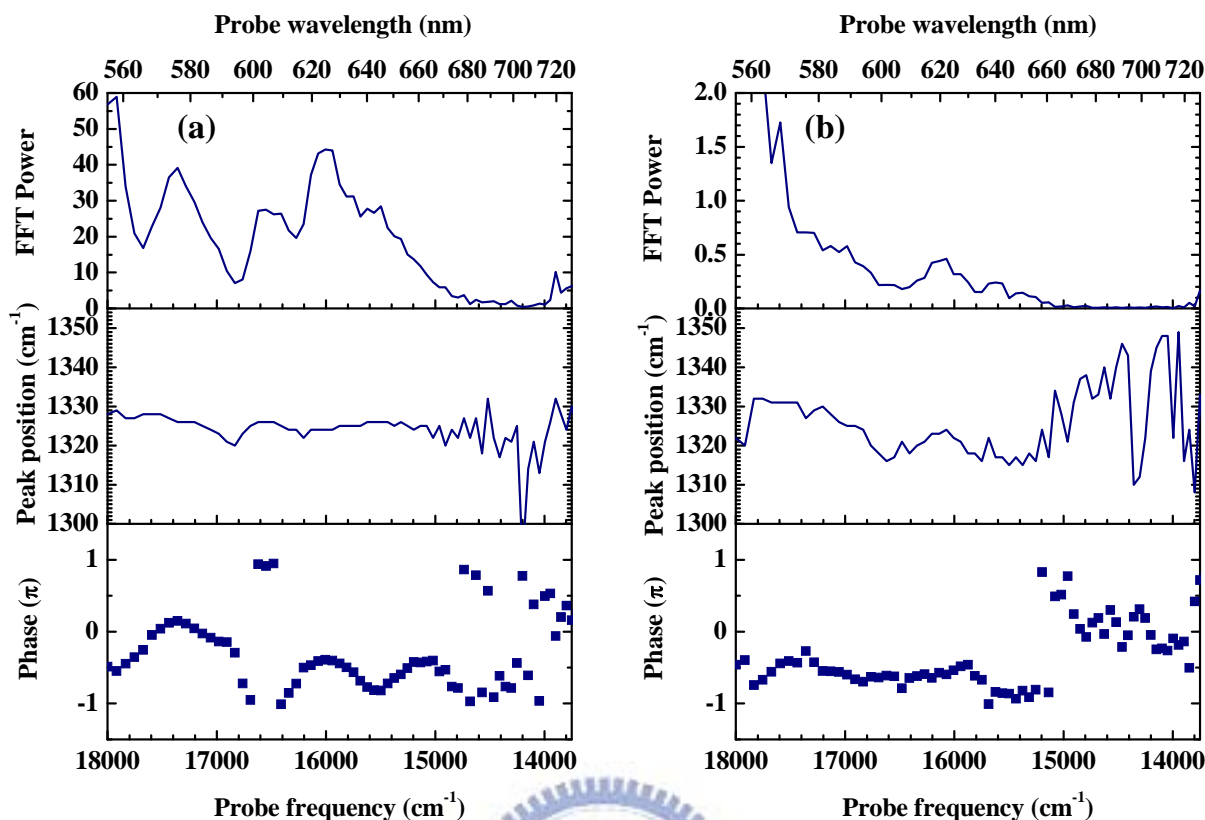 Probe wavelength (nm)
560 580 600 620 640 660 680 700 720
(a)
FFT Power
60
50
40
30
20
10
0
Peak position (cm-1)
1350
1340
1330
1320
1310
1300
Phase (π)
1
0
-1
18000 17000 16000 15000 14000
Probe frequency (cm-1)
Probe wavelength (nm)
560 580 600 620 640 660 680 700 720
(b)
FFT Power
2.0
1.5
1.0
0.5
0.0
Peak position (cm-1)
1350
1340
1330
1320
1310
1300
Phase (π)
1
0
-1
18000 17000 16000 15000 14000
Probe frequency (cm-1)